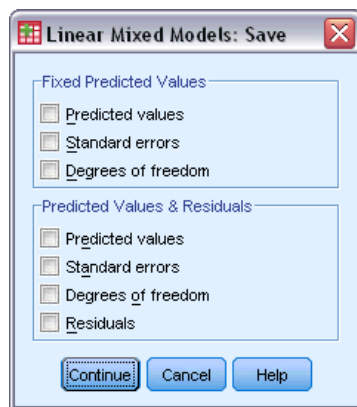 Linear Mixed Models: Save
Fixed Predicted Values
Predicted values
Standard errors
Degrees of freedom
Predicted Values & Residuals
Predicted values
Standard errors
Degrees of freedom
Residuals
Continue
Cancel
Help